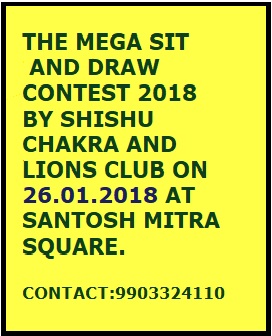 THE MEGA SIT
AND DRAW
CONTEST 2018
BY SHISHU
CHAKRA AND
LIONS CLUB ON
26.01.2018 AT
SANTOSH MITRA
SQUARE.
CONTACT:9903324110